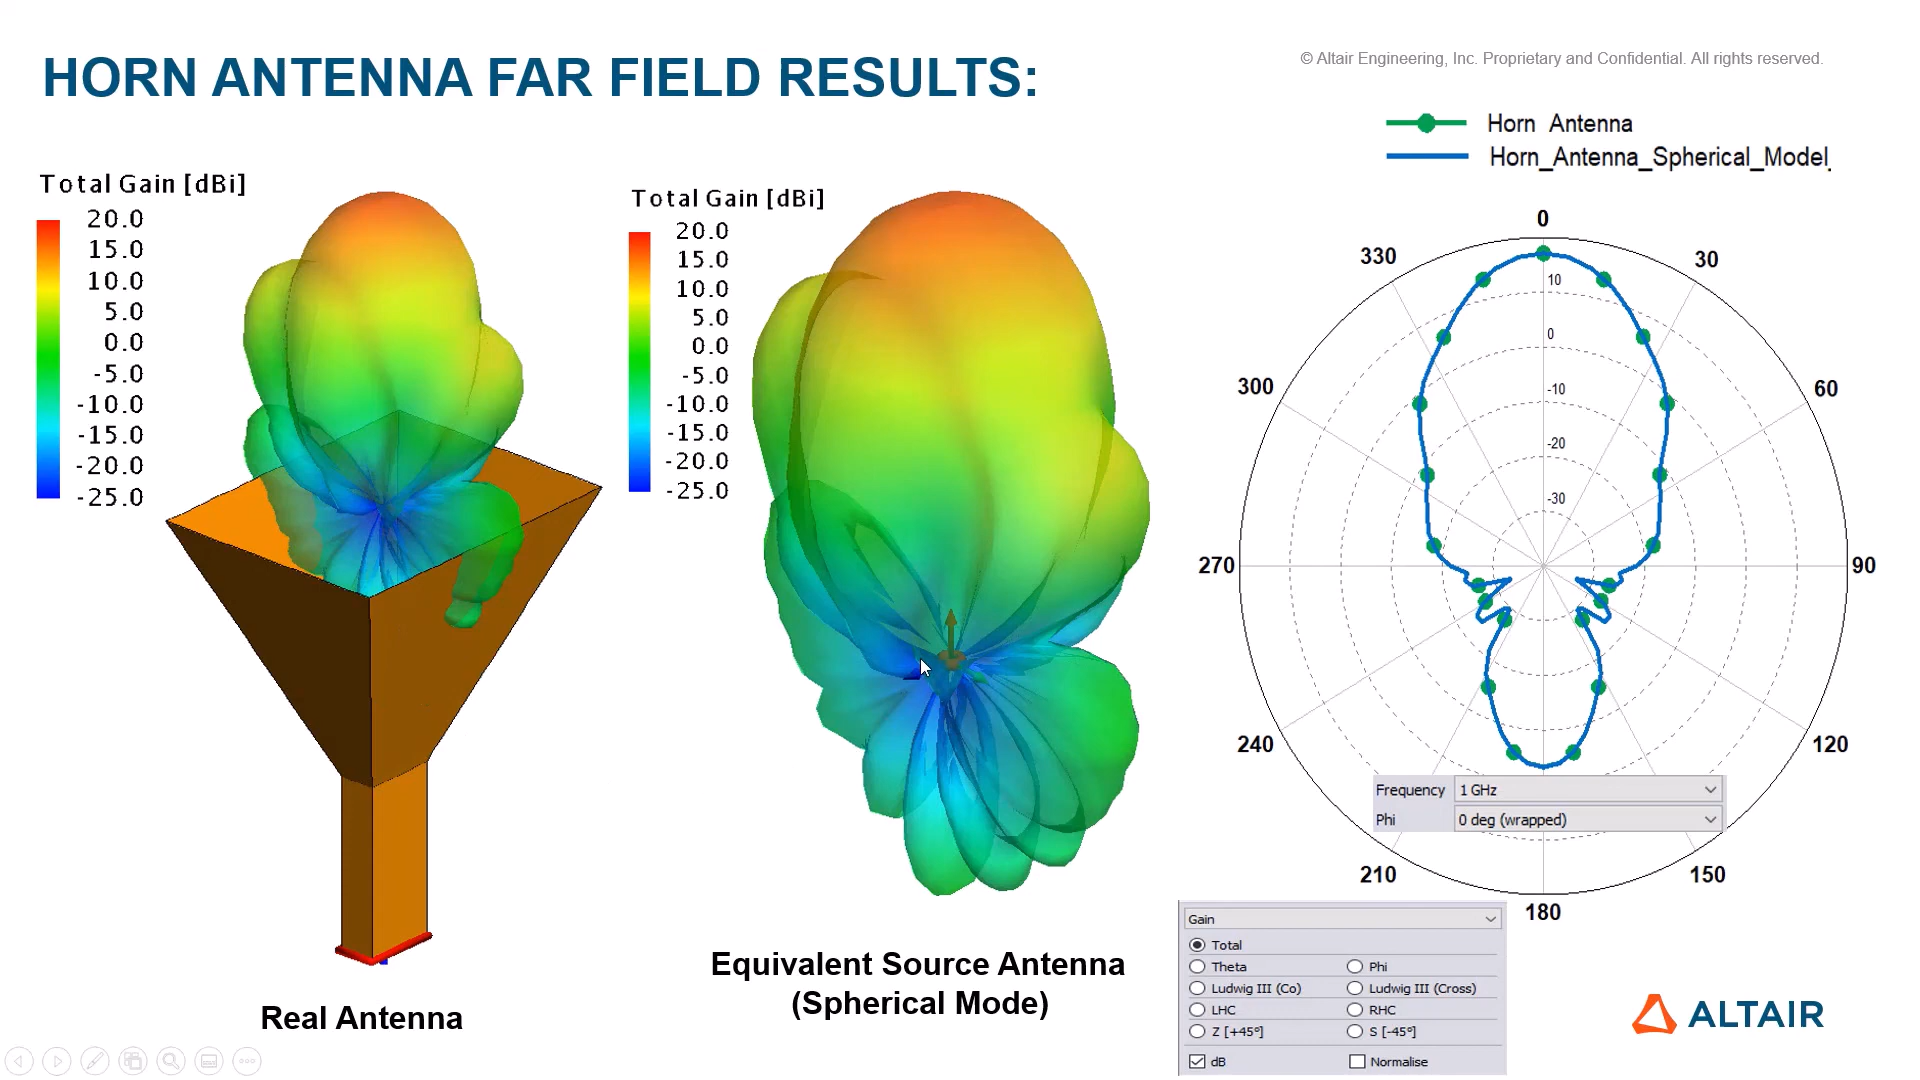 HORN ANTENNA FAR FIELD RESULTS:
© Altair Engineering, Inc. Proprietary and Confidential. All rights reserved.
Horn_Antenna
Horn_Antenna_Spherical_Model_
Total Gain [dBi]
20.0
15.0
10.0
5.0
0.0
-5.0
-10.0
-15.0
-20.0
-25.0
Real Antenna
Total Gain [dBi]
20.0
15.0
10.0
5.0
0.0
-5.0
-10.0
-15.0
-20.0
-25.0
Equivalent Source Antenna
(Spherical Mode)
0
330
30
10
0
300
60
-10
-20
-30
270
90
240
120
210
150
180
Frequency 1 GHz
Phi 0 deg (wrapped)
Gain
Total
Theta Phi
Ludwig III (Co) Ludwig III (Cross)
LHC RHC
Z [+45°] S [-45°]
dB Normalise
ALTAIR